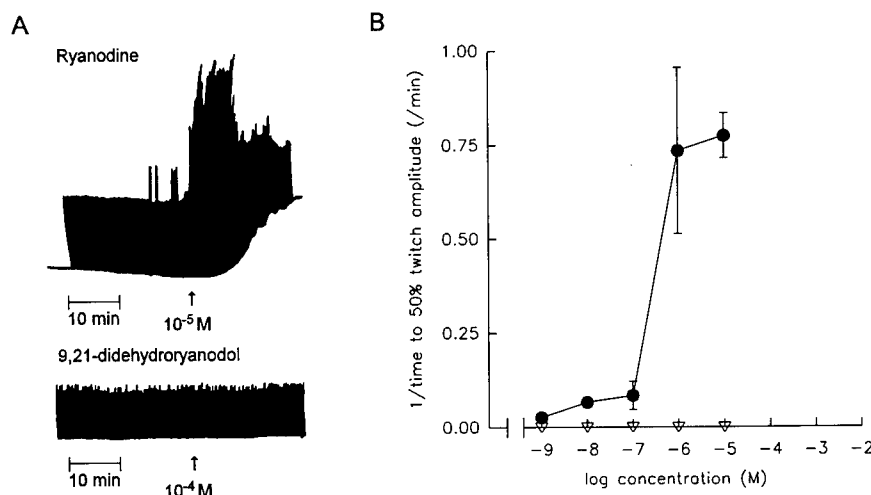 A
Ryanodine
10 min
↑
10⁻⁵ M
9,21-didehydroryanodol
10 min
↑
10⁻⁴ M
B
1/time to 50% twitch amplitude (/min)
1.00
0.75
0.50
0.25
0.00
-9 -8 -7 -6 -5 -4 -3 -2
log concentration (M)